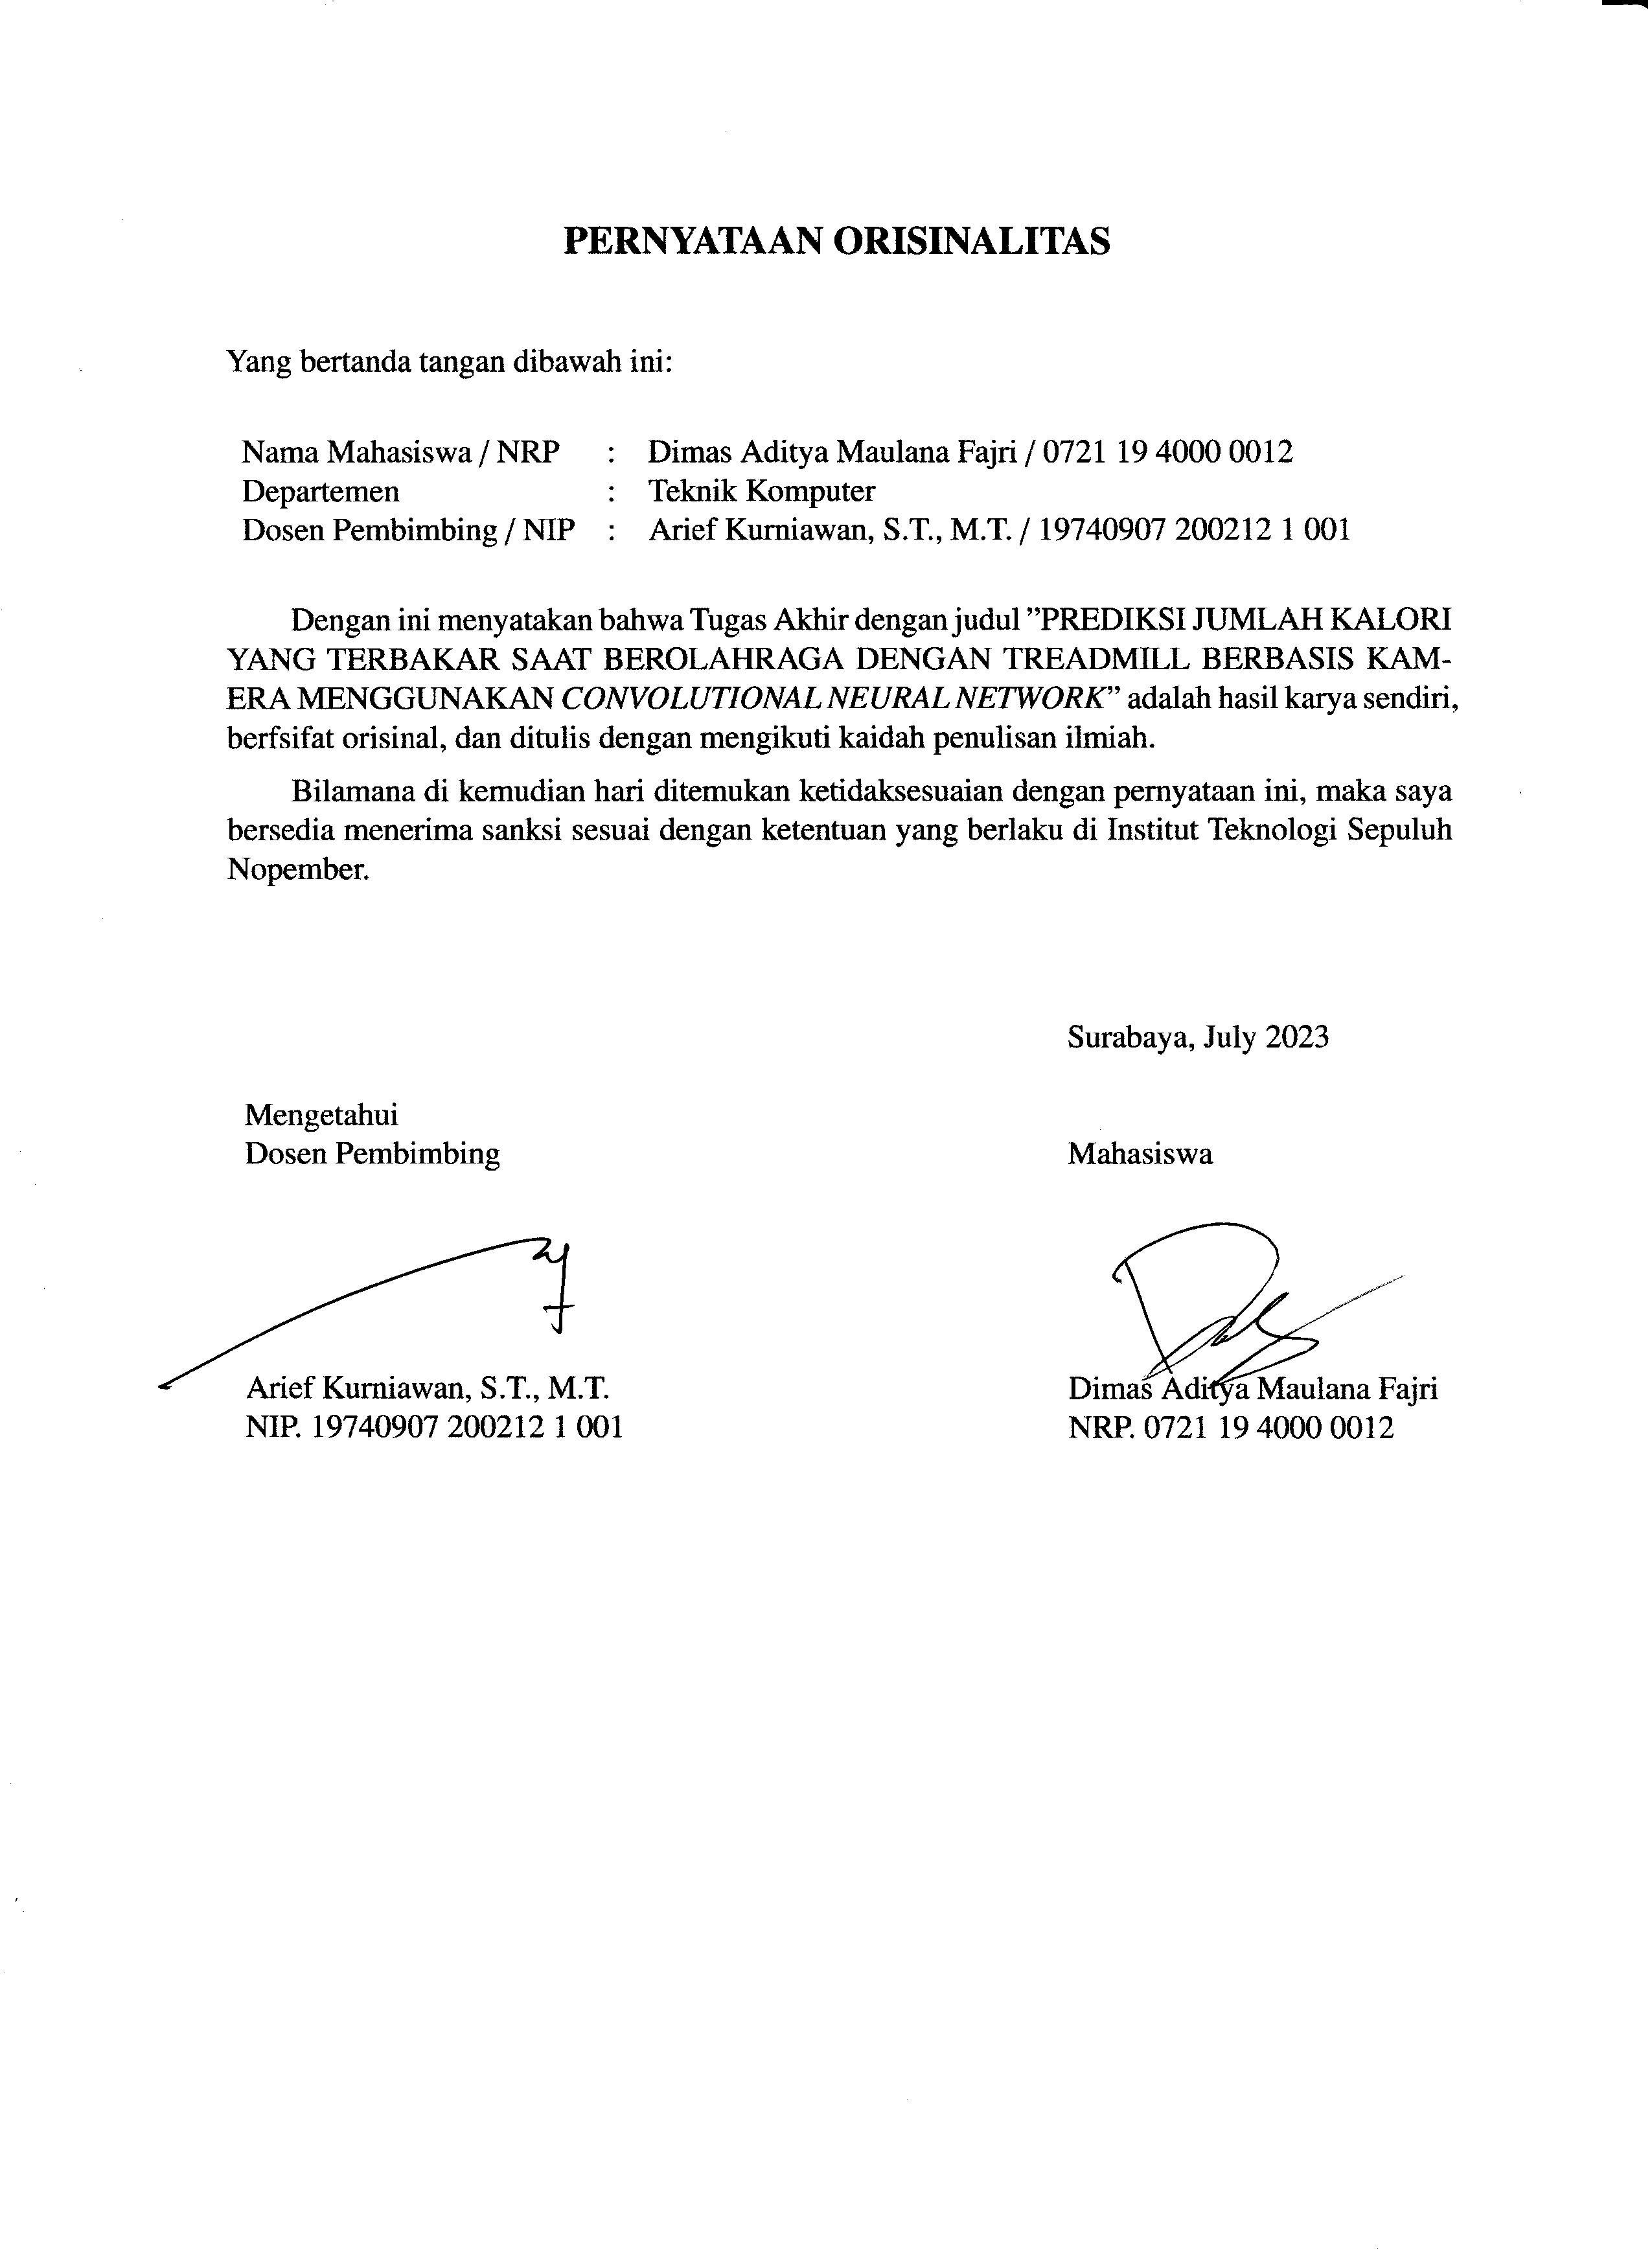 PERNYATAAN ORISINALITAS
Yang bertanda tangan dibawah ini:
Nama Mahasiswa / NRP : Dimas Aditya Maulana Fajri / 0721 19 4000 0012
Departemen : Teknik Komputer
Dosen Pembimbing / NIP : Arief Kurniawan, S.T., M.T. / 19740907 200212 1 001
Dengan ini menyatakan bahwa Tugas Akhir dengan judul ”PREDIKSI JUMLAH KALORI
YANG TERBAKAR SAAT BEROLAHRAGA DENGAN TREADMILL BERBASIS KAM-
ERA MENGGUNAKAN CONVOLUTIONAL NEURAL NETWORK” adalah hasil karya sendiri,
berfsifat orisinal, dan ditulis dengan mengikuti kaidah penulisan ilmiah.
Bilamana di kemudian hari ditemukan ketidaksesuaian dengan pernyataan ini, maka saya
bersedia menerima sanksi sesuai dengan ketentuan yang berlaku di Institut Teknologi Sepuluh
Nopember.
Surabaya, July 2023
Mengetahui
Dosen Pembimbing
Mahasiswa
Arief Kurniawan, S.T., M.T.
NIP. 19740907 200212 1 001
Dimas Aditya Maulana Fajri
NRP. 0721 19 4000 0012